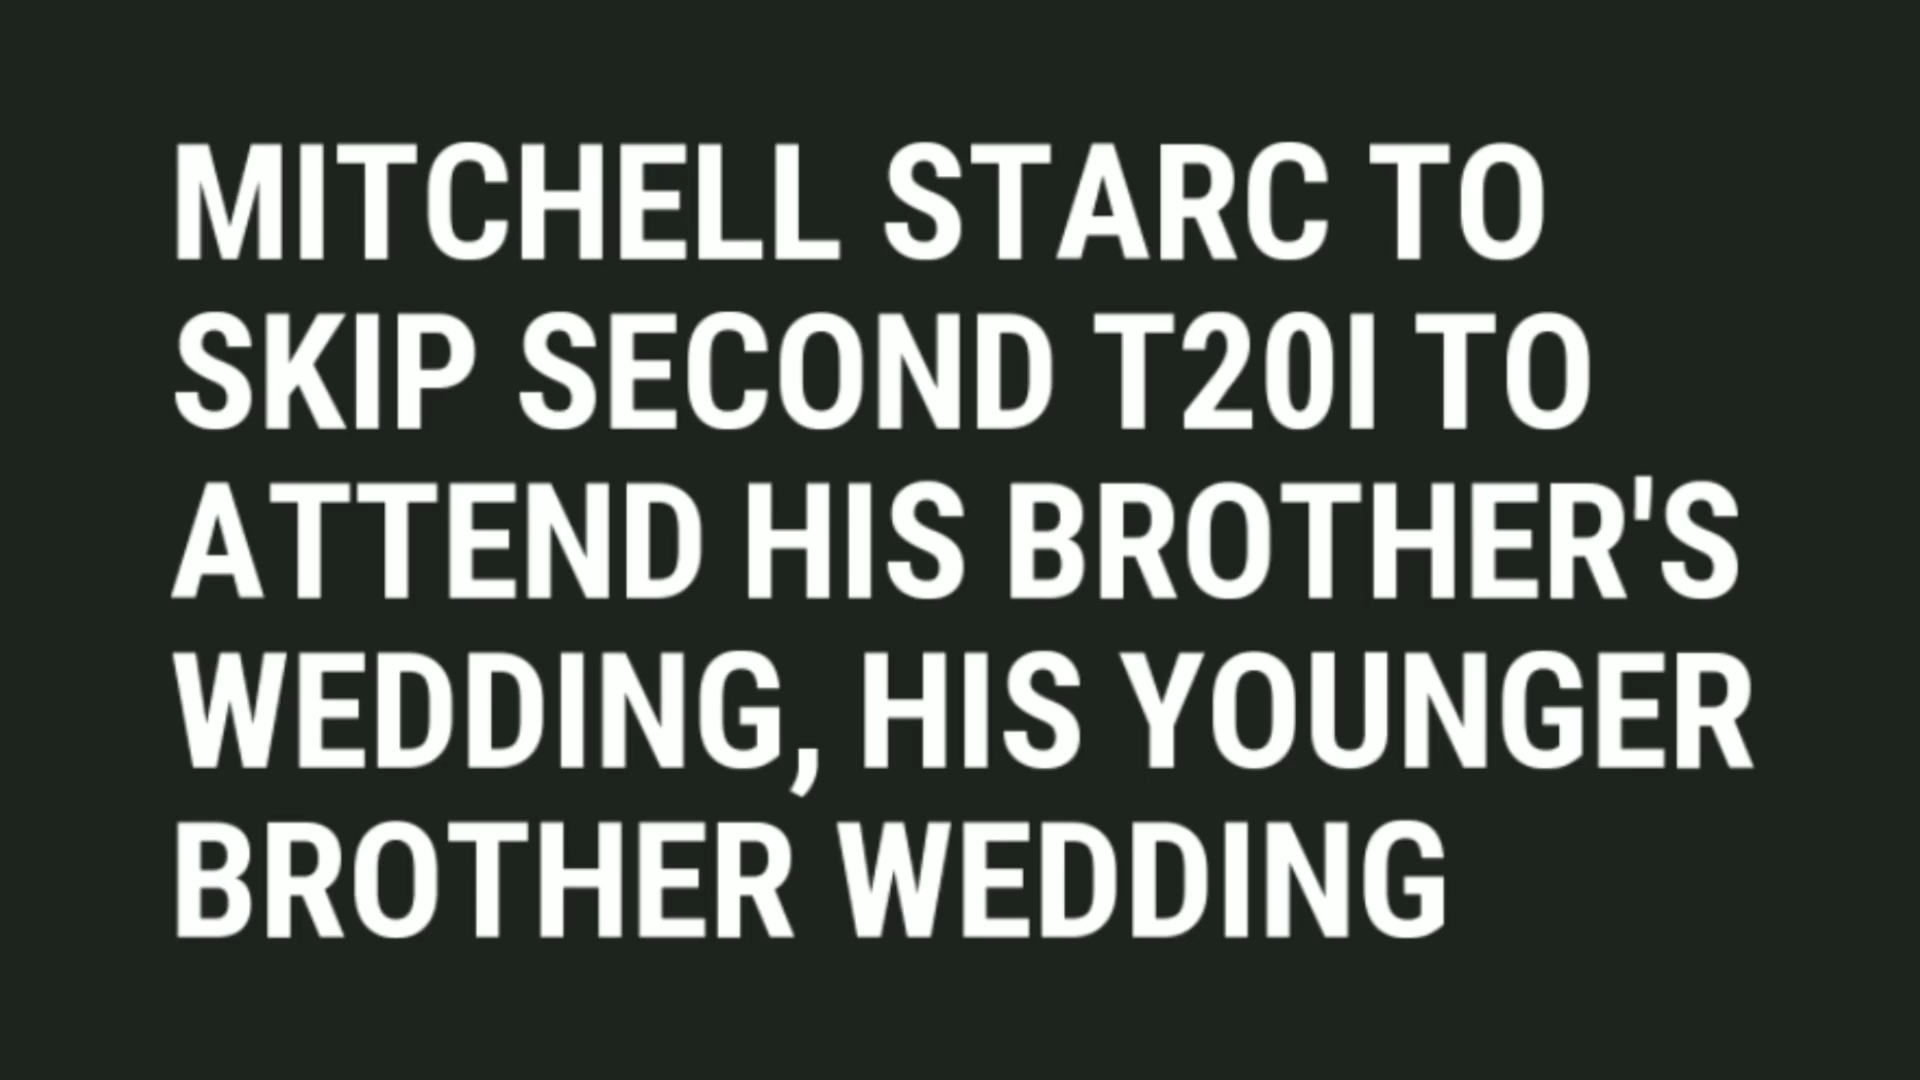 MITCHELL STARC TO
SKIP SECOND T20I TO
ATTEND HIS BROTHER'S
WEDDING, HIS YOUNGER
BROTHER WEDDING